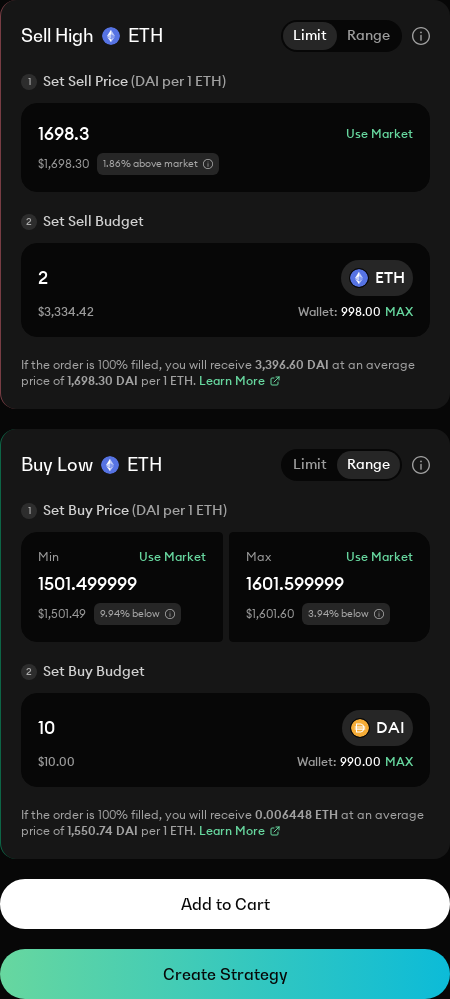 Sell High ETH Limit Range
1 Set Sell Price (DAI per 1 ETH)
1698.3 Use Market
$1,698.30 1.86% above market
2 Set Sell Budget
2 ETH
$3,334.42 Wallet: 998.00 MAX
If the order is 100% filled, you will receive 3,396.60 DAI at an average
price of 1,698.30 DAI per 1 ETH. Learn More
Buy Low ETH Limit Range
1 Set Buy Price (DAI per 1 ETH)
Min Use Market Max Use Market
1501.499999 1601.599999
$1,501.49 9.94% below $1,601.60 3.94% below
2 Set Buy Budget
10 DAI
$10.00 Wallet: 990.00 MAX
If the order is 100% filled, you will receive 0.006448 ETH at an average
price of 1,550.74 DAI per 1 ETH. Learn More
Add to Cart
Create Strategy